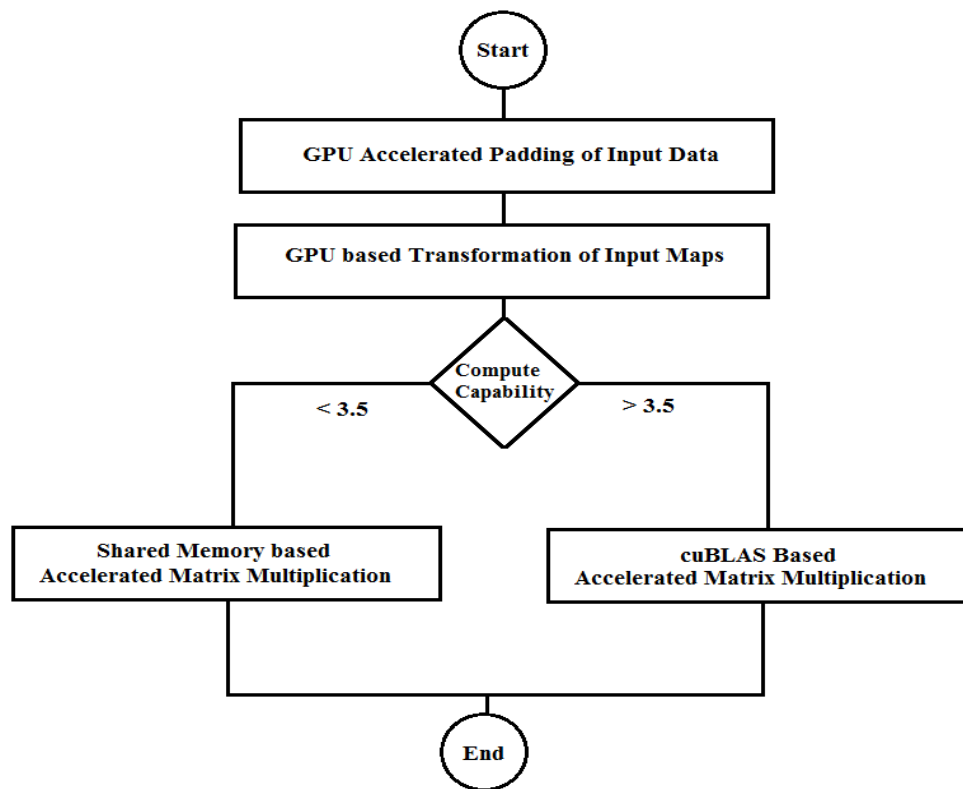 Start
GPU Accelerated Padding of Input Data
GPU based Transformation of Input Maps
Compute
Capability
< 3.5
> 3.5
Shared Memory based
Accelerated Matrix Multiplication
cuBLAS Based
Accelerated Matrix Multiplication
End